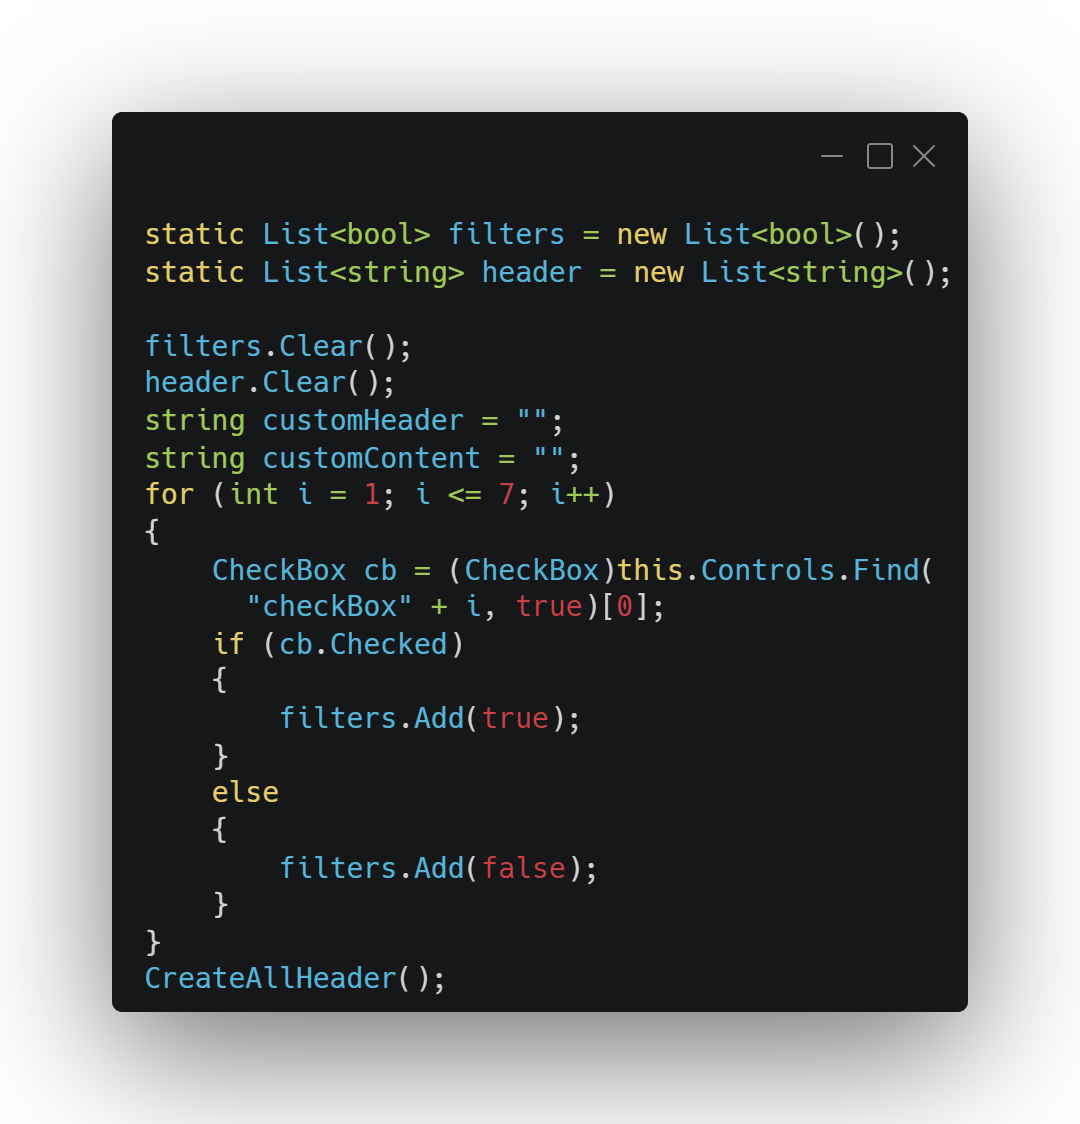 static List<bool> filters = new List<bool>();
static List<string> header = new List<string>();

filters.Clear();
header.Clear();
string customHeader = "";
string customContent = "";
for (int i = 1; i <= 7; i++)
{
    CheckBox cb = (CheckBox)this.Controls.Find(
      "checkBox" + i, true)[0];
    if (cb.Checked)
    {
        filters.Add(true);
    }
    else
    {
        filters.Add(false);
    }
}
CreateAllHeader();